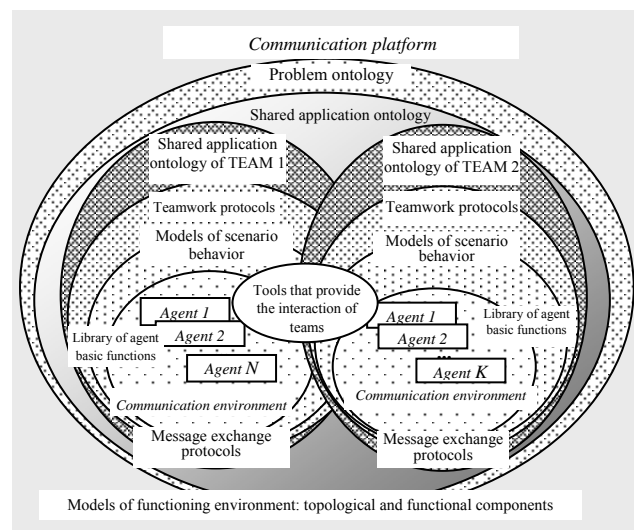 Communication platform
Problem ontology
Shared application ontology
Shared application
ontology of TEAM 1
Shared application
ontology of TEAM 2
Teamwork protocols
Teamwork protocols
Models of scenario
behavior
Models of scenario
behavior
Tools that provide
the interaction of
teams
Agent 1
Agent 2
Library of agent
basic functions
Agent N
Communication environment
Agent 1
Agent 2
Library of agent
basic functions
...
Agent K
Communication environment
Message exchange
protocols
Message exchange
protocols
Models of functioning environment: topological and functional components